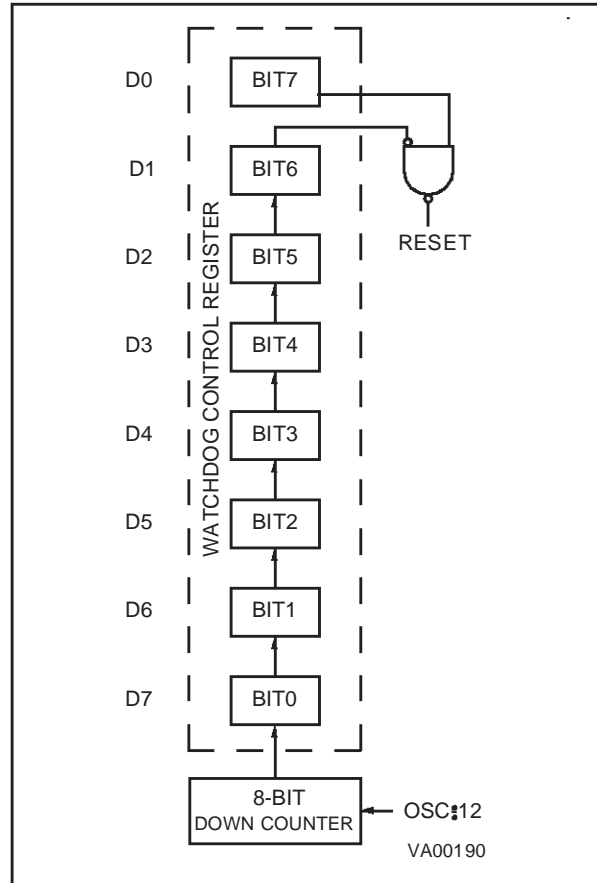 D0 BIT7
D1 BIT6
RESET
D2 BIT5
D3 BIT4
D4 BIT3
D5 BIT2
D6 BIT1
D7 BIT0
WATCHDOG CONTROL REGISTER
8-BIT
DOWN COUNTER
OSC 12
VA00190